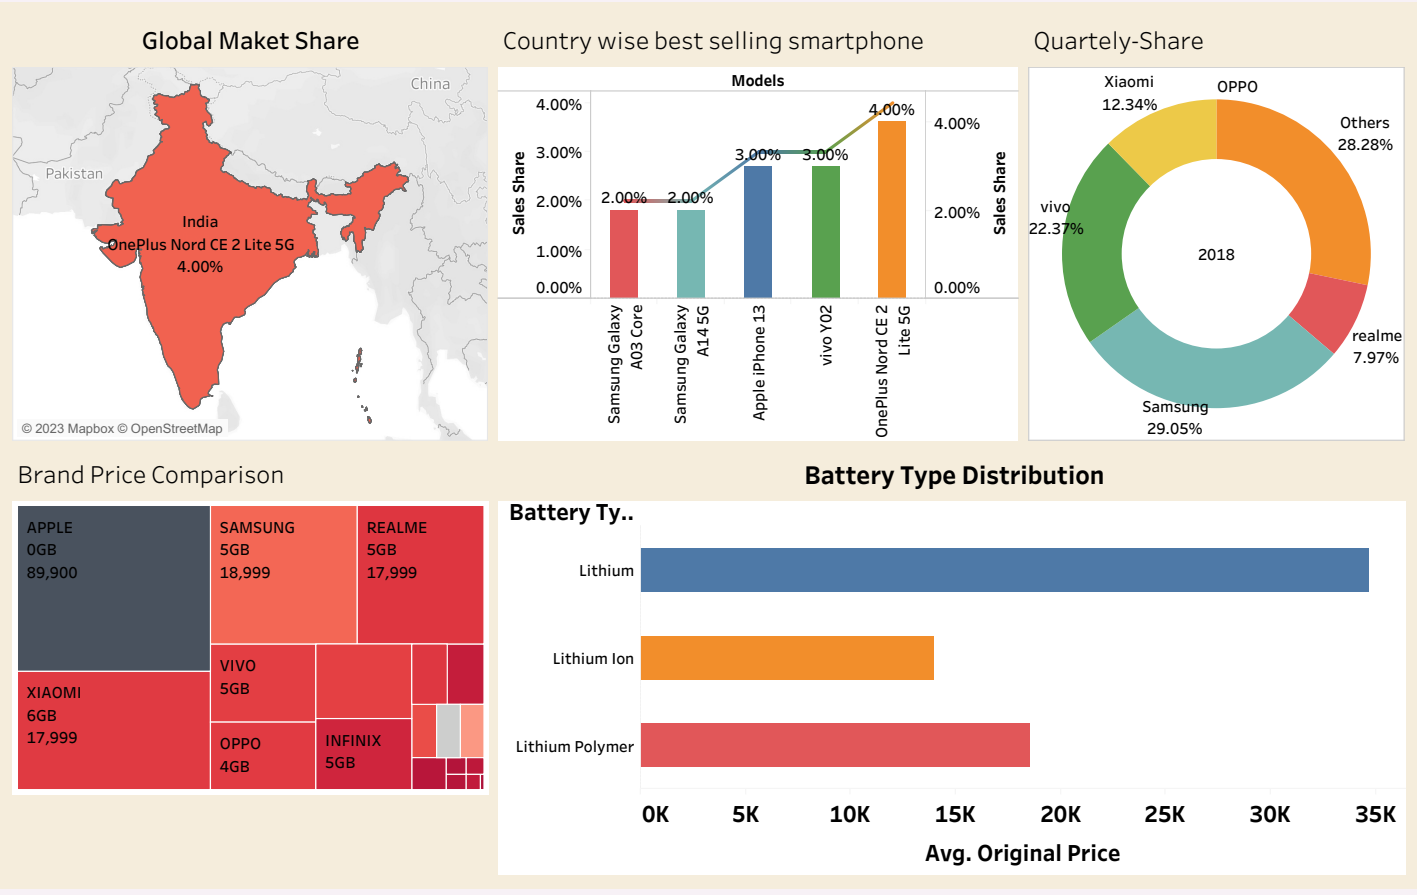 Global Maket Share
China
Pakistan
India
OnePlus Nord CE 2 Lite 5G
4.00%
© 2023 Mapbox © OpenStreetMap
Country wise best selling smartphone
Models
4.00%
3.00%
2.00%
1.00%
0.00%
Sales Share
2.00%
2.00%
3.00%
3.00%
4.00%
4.00%
2.00%
0.00%
Sales Share
Samsung Galaxy
A03 Core
Samsung Galaxy
A14 5G
Apple iPhone 13
vivo Y02
OnePlus Nord CE 2
Lite 5G
Quartely-Share
Xiaomi
12.34%
OPPO
Others
28.28%
vivo
22.37%
2018
realme
7.97%
Samsung
29.05%
Brand Price Comparison
APPLE
0GB
89,900
SAMSUNG
5GB
18,999
REALME
5GB
17,999
XIAOMI
6GB
17,999
VIVO
5GB
OPPO
4GB
INFINIX
5GB
Battery Type Distribution
Battery Ty..
Lithium
Lithium Ion
Lithium Polymer
0K
5K
10K
15K
20K
25K
30K
35K
Avg. Original Price